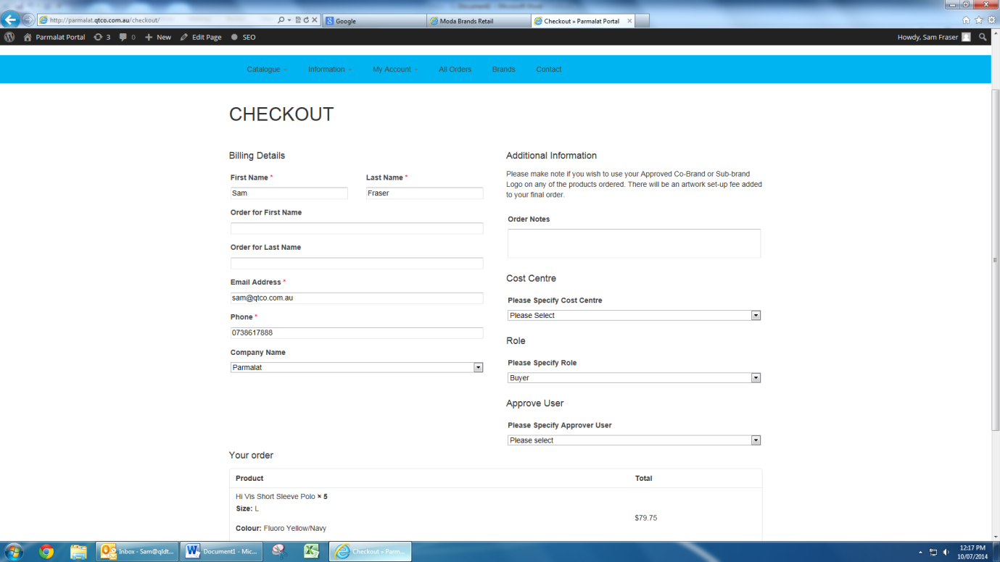 Document1 - Microsoft Word
http://parmalat.qtco.com.au/checkout/
Google
Moda Brands Retail
Checkout » Parmalat Portal
Parmalat Portal 3 0 New Edit Page SEO
Howdy, Sam Fraser
Catalogue Information My Account All Orders Brands Contact
CHECKOUT
Billing Details
First Name *
Last Name *
Sam
Fraser
Order for First Name
Order for Last Name
Email Address *
sam@qtco.com.au
Phone *
0738617888
Company Name
Parmalat
Additional Information
Please make note if you wish to use your Approved Co-Brand or Sub-brand
Logo on any of the products ordered. There will be an artwork set-up fee added
to your final order.
Order Notes
Cost Centre
Please Specify Cost Centre
Please Select
Role
Please Specify Role
Buyer
Approve User
Please Specify Approver User
Please select
Your order
Product Total
Hi Vis Short Sleeve Polo × 5
Size: L
$79.75
Colour: Fluoro Yellow/Navy
Inbox - Sam@qldt...
Document1 - Mic...
Checkout » Parm...
12:17 PM
10/07/2014